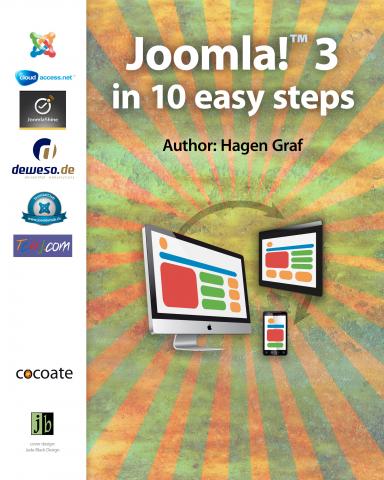 Joomla!™ 3
in 10 easy steps
Author: Hagen Graf
cloudaccess.net
JoomlaShine
deweso.de
cocoate
jb
cover design
Jade Black Design